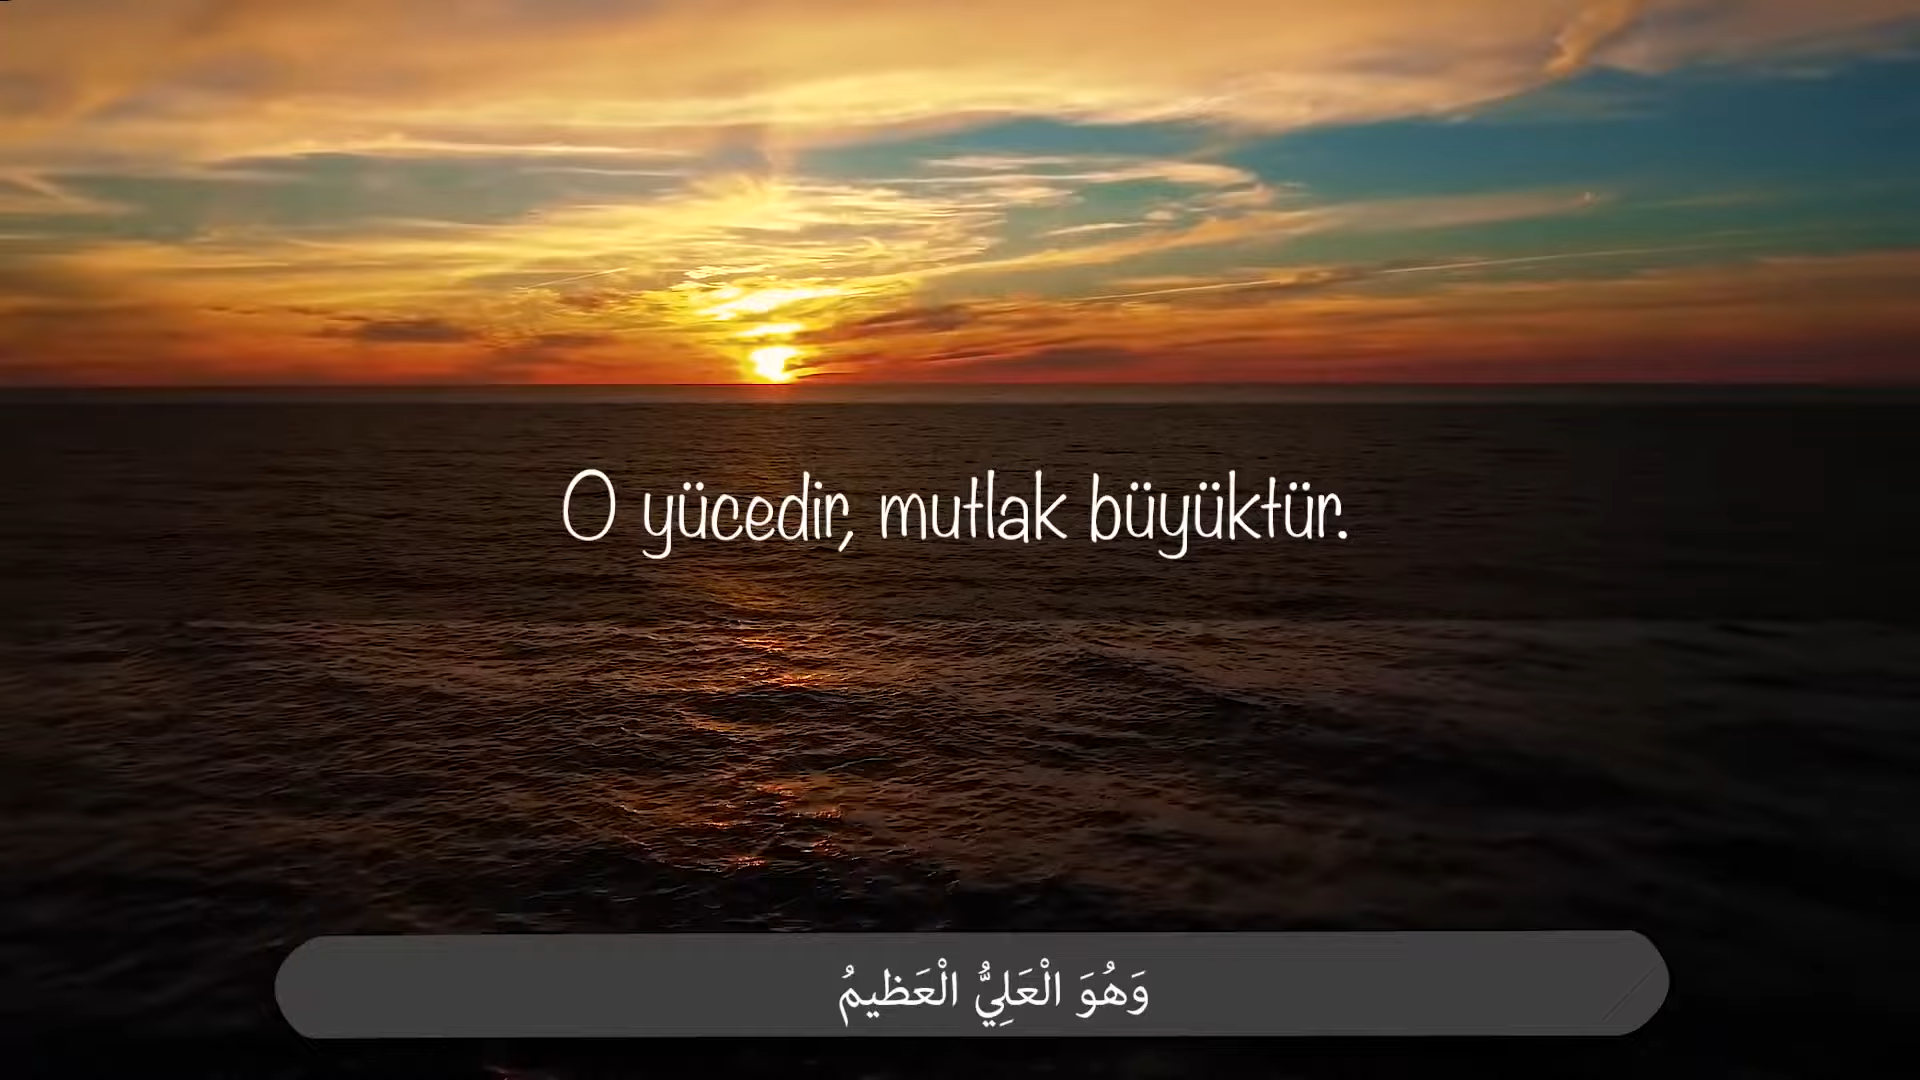 O yücedir, mutlak büyüktür.
وَهُوَ الْعَلِيُّ الْعَظيمُ